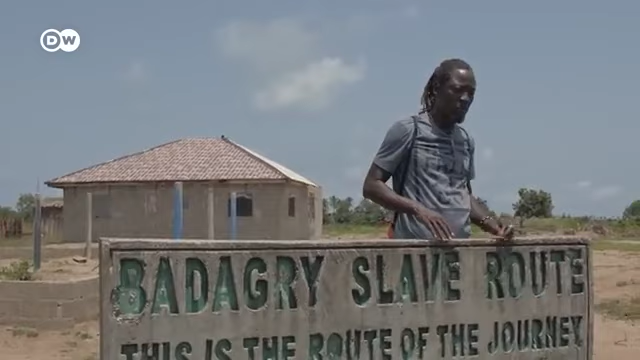 DW
BADAGRY SLAVE ROUTE
THIS IS THE ROUTE OF THE JOURNEY